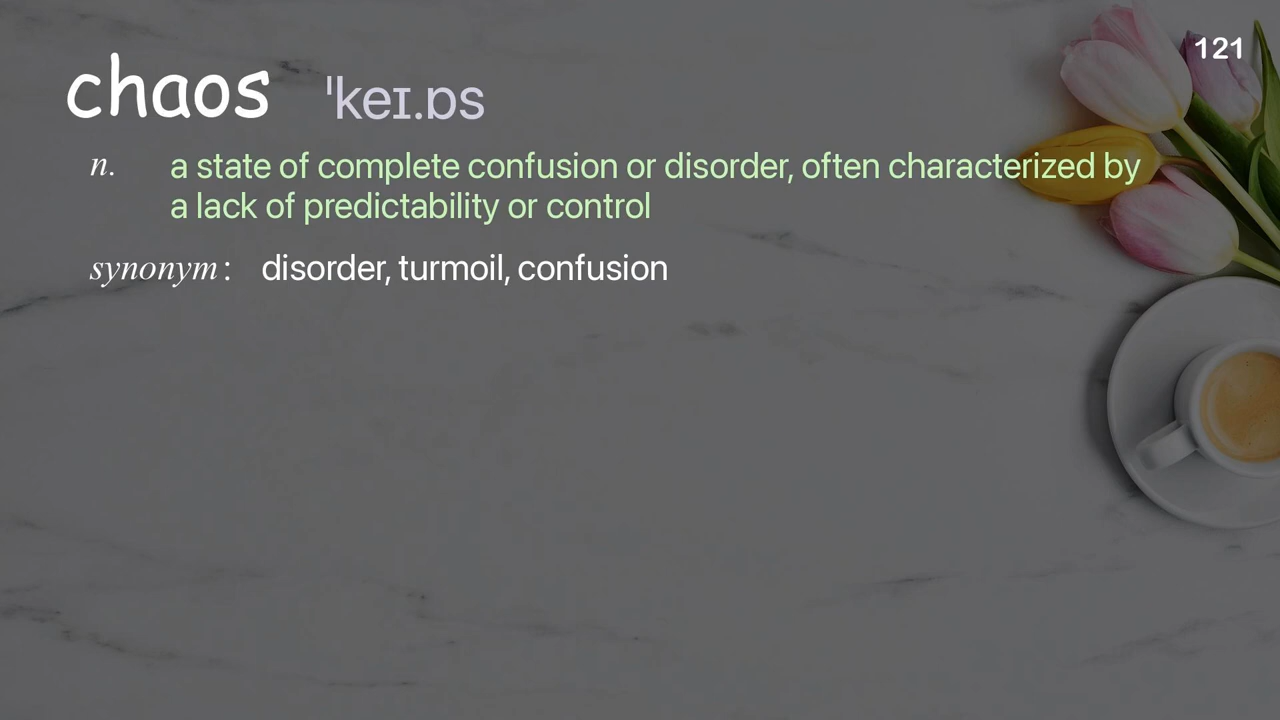 121
chaos ˈkeɪ.ɒs
n. a state of complete confusion or disorder, often characterized by
a lack of predictability or control
synonym: disorder, turmoil, confusion